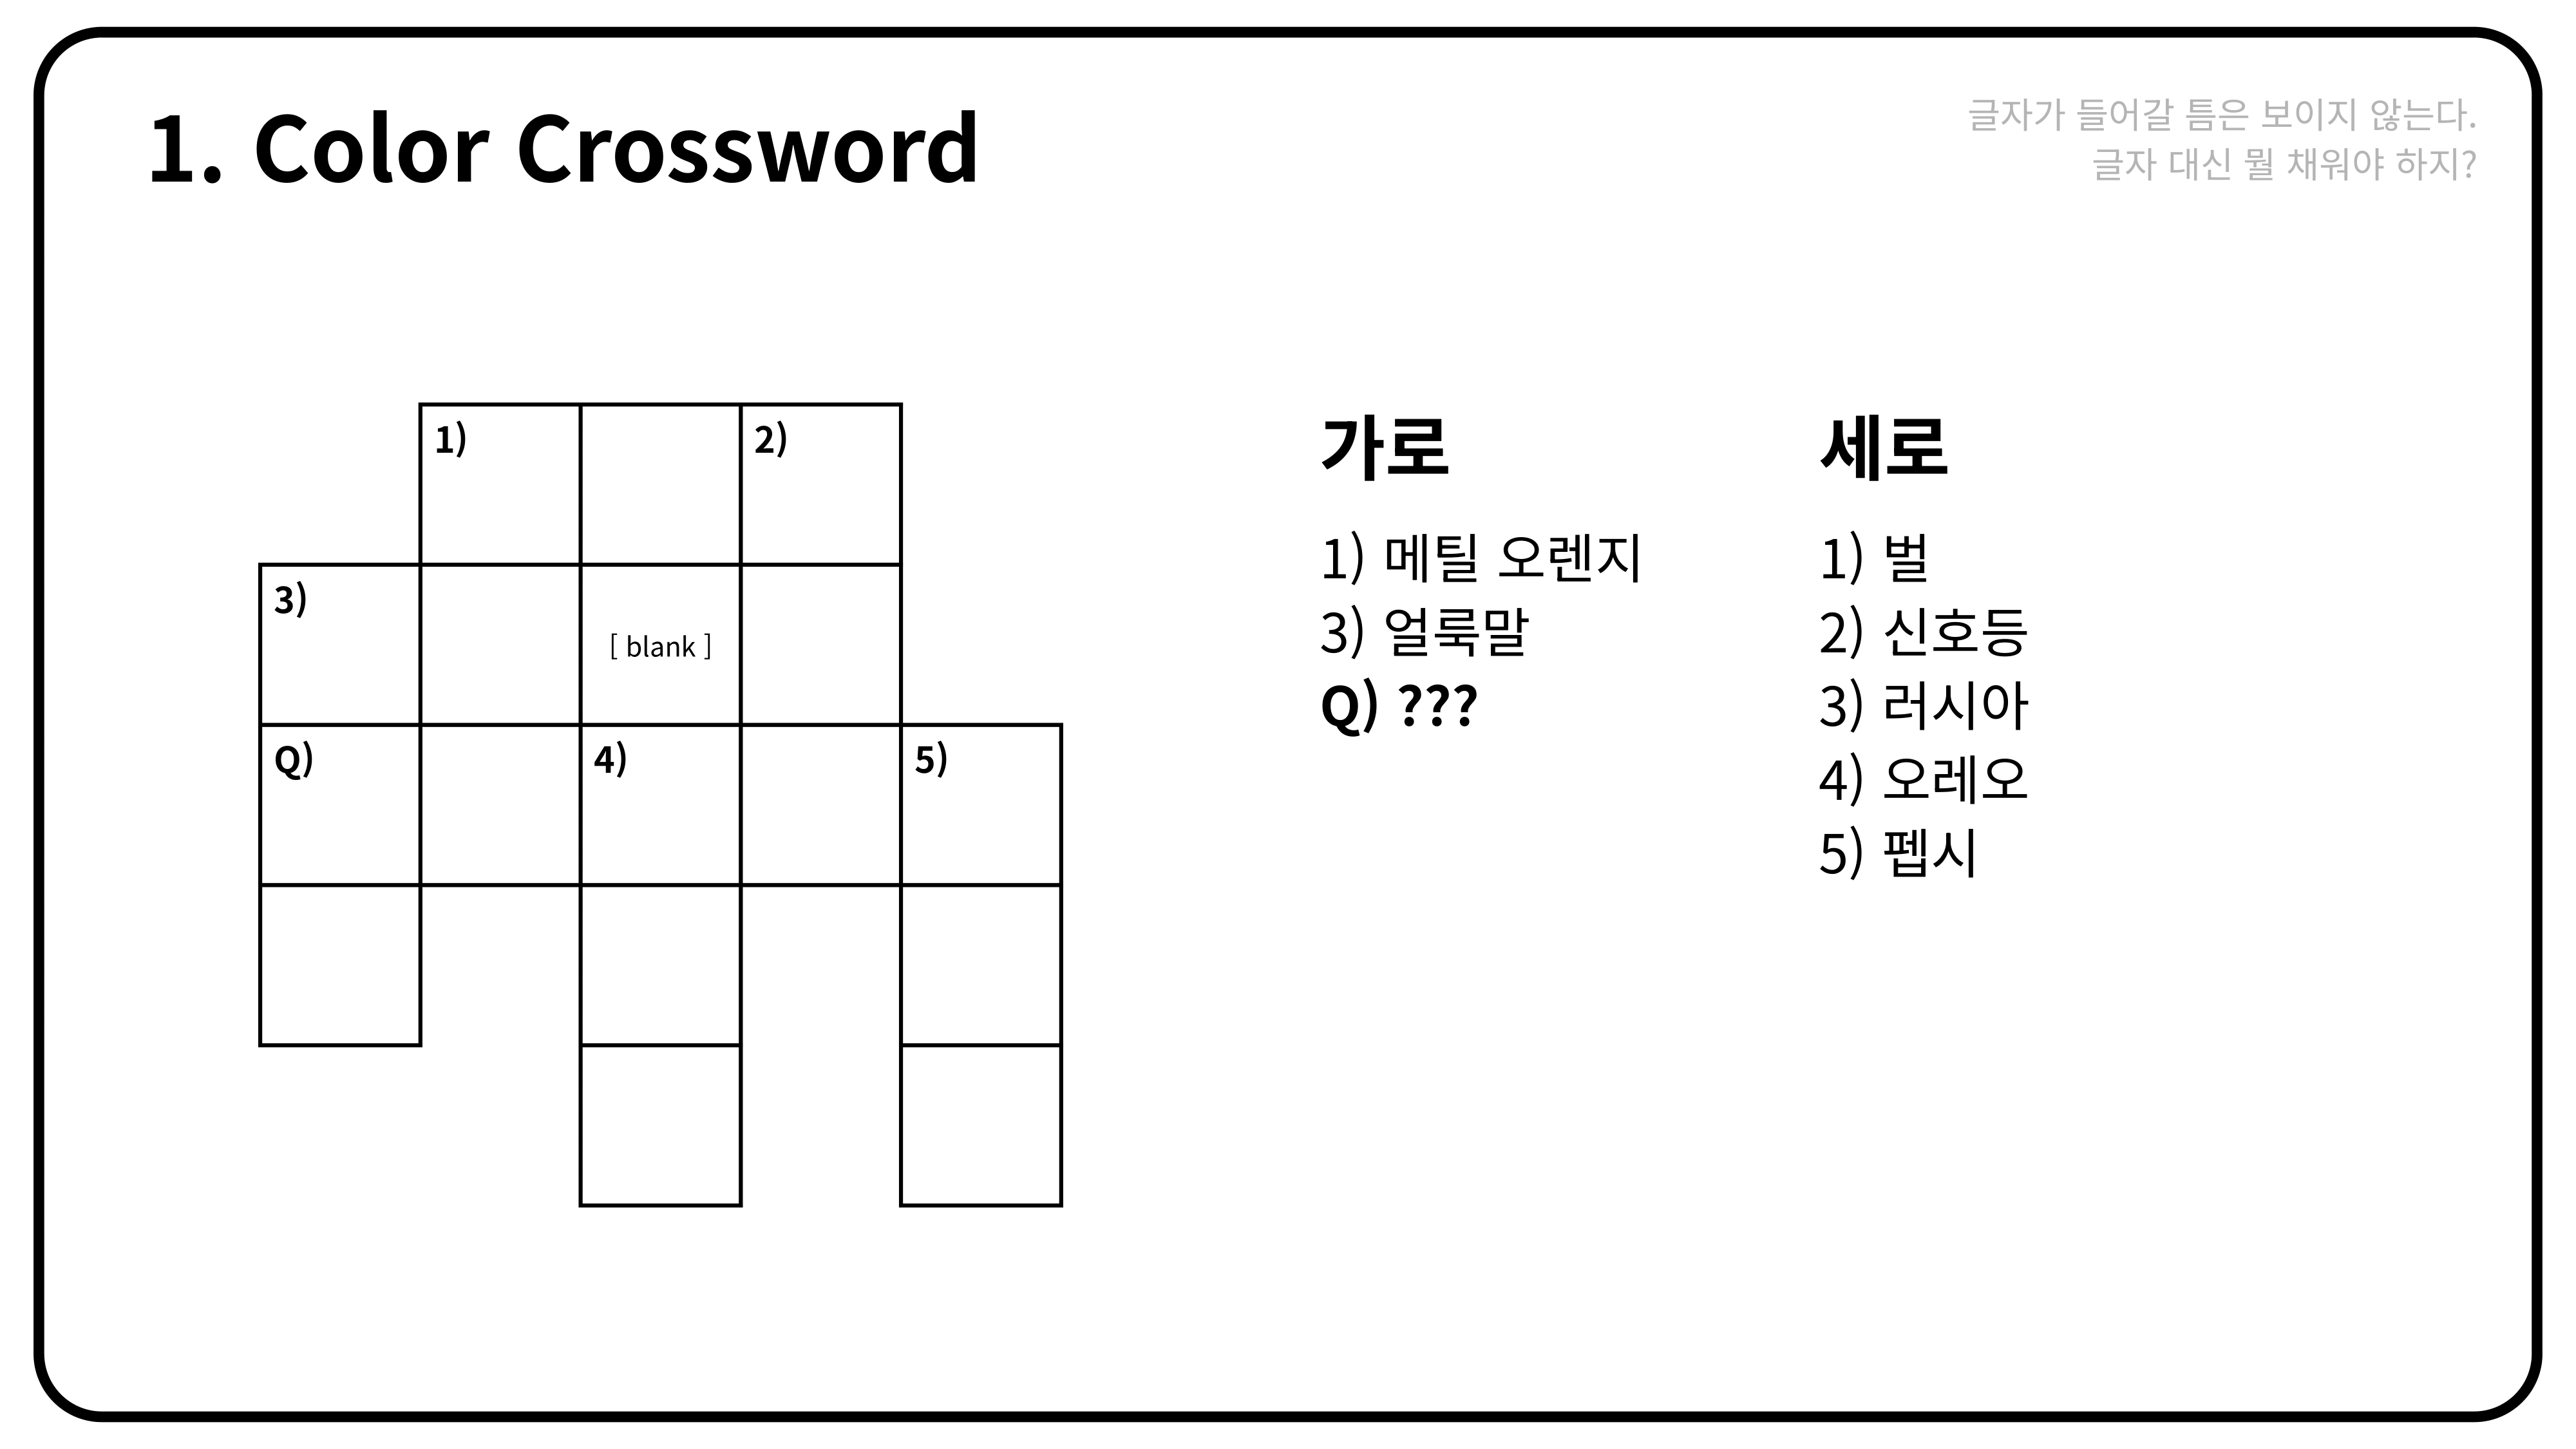 1. Color Crossword
글자가 들어갈 틈은 보이지 않는다.
글자 대신 뭘 채워야 하지?
1)
2)
3)
[ blank ]
Q)
4)
5)
가로
1) 메틸 오렌지
3) 얼룩말
Q) ???
세로
1) 벌
2) 신호등
3) 러시아
4) 오레오
5) 펩시